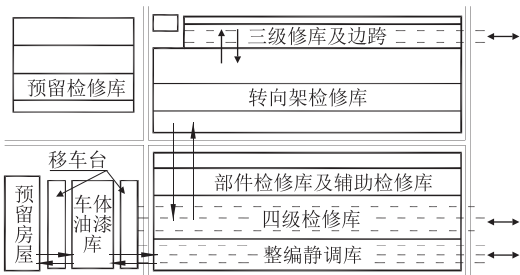 三级修库及边跨
预留检修库
转向架检修库
移车台
部件检修库及辅助检修库
预留房屋
车体油漆库
四级检修库
整编静调库